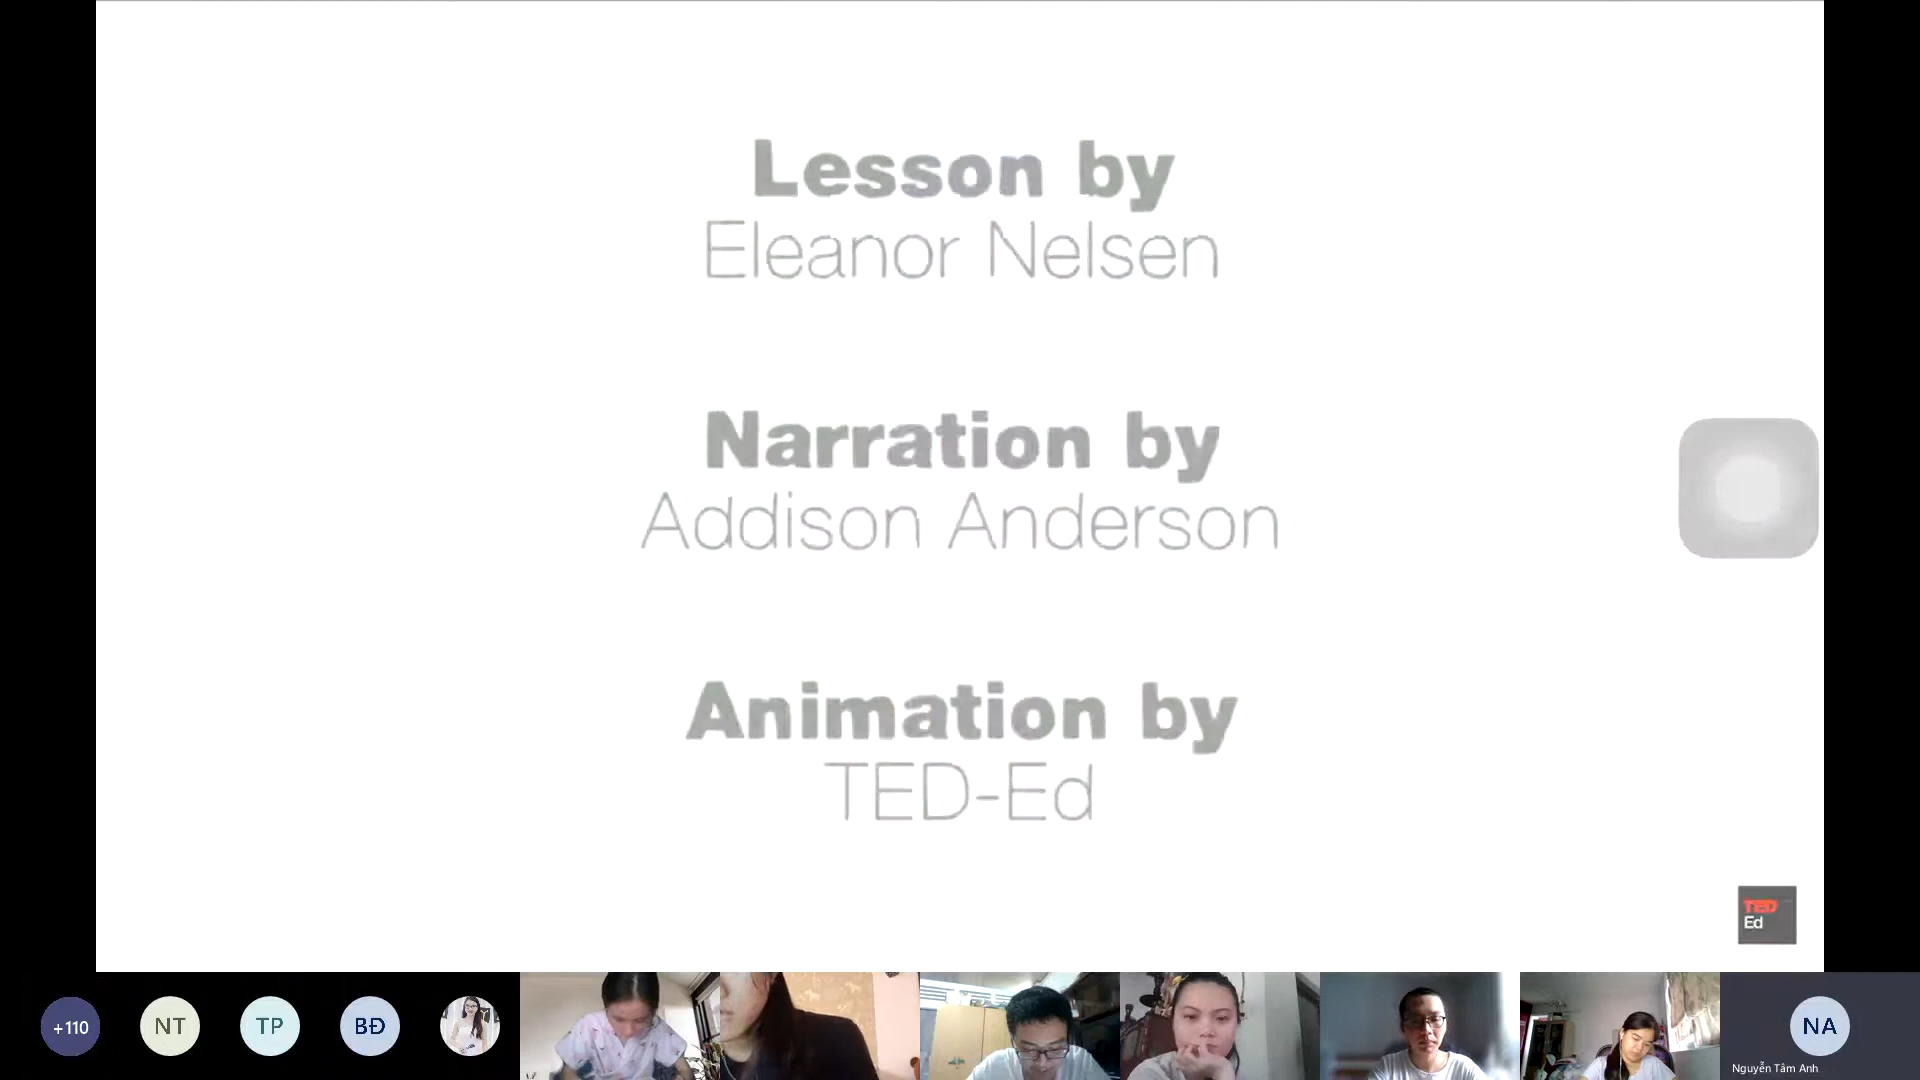 Lesson by
Eleanor Nelsen
Narration by
Addison Anderson
Animation by
TED-Ed
TED
Ed
+110
NT
TP
BĐ
NA
Nguyễn Tâm Anh